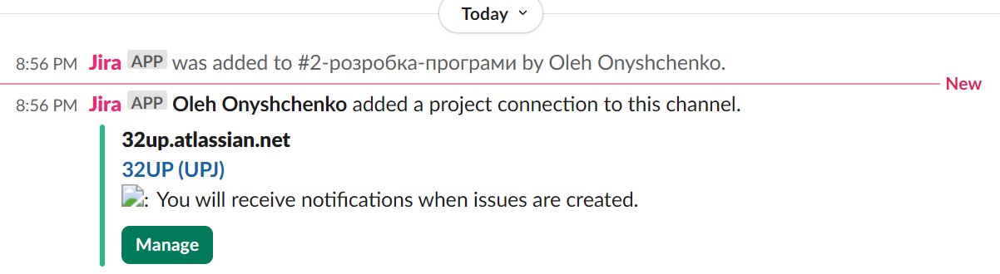 Today
8:56 PM Jira APP was added to #2-розробка-програми by Oleh Onyshchenko.
New
8:56 PM Jira APP Oleh Onyshchenko added a project connection to this channel.
32up.atlassian.net
32UP (UPJ)
: You will receive notifications when issues are created.
Manage